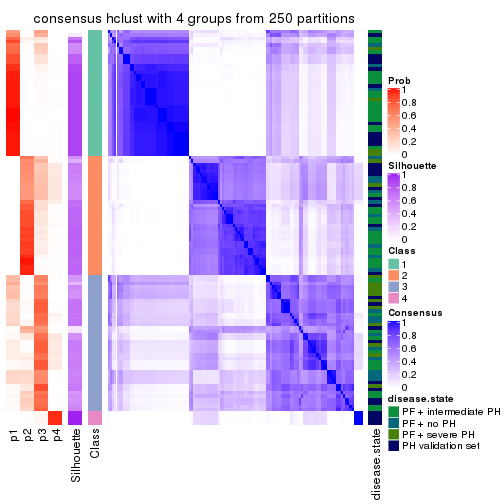 consensus hclust with 4 groups from 250 partitions
Prob
1
0.8
0.6
0.4
0.2
0
Silhouette
1
0.8
0.6
0.4
0.2
0
Class
1
2
3
4
Consensus
1
0.8
0.6
0.4
0.2
0
disease.state
PF + intermediate PH
PF + no PH
PF + severe PH
PH validation set
p1
p2
p3
p4
Silhouette
Class
disease.state